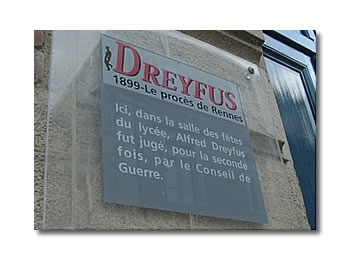 DREYFUS
1899-Le procès de Rennes
Ici, dans la salle des fêtes
du lycée, Alfred Dreyfus
fut jugé, pour la seconde
fois, par le Conseil de
Guerre.